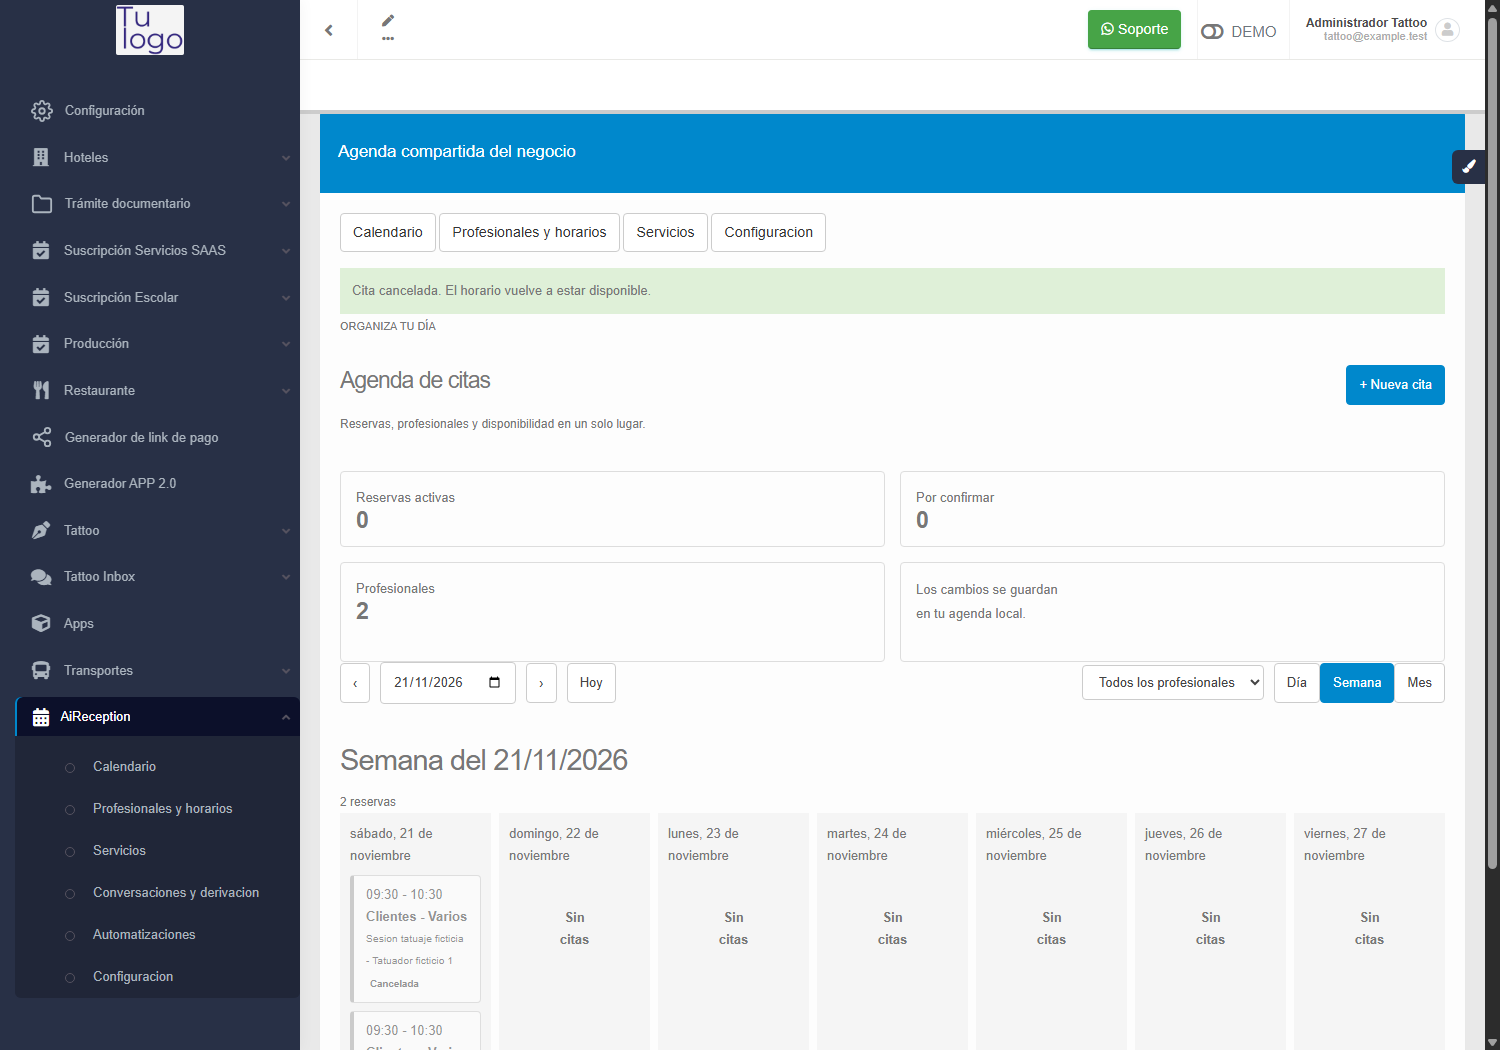 Tu
logo
Configuración
Hoteles
Trámite documentario
Suscripción Servicios SAAS
Suscripción Escolar
Producción
Restaurante
Generador de link de pago
Generador APP 2.0
Tattoo
Tattoo Inbox
Apps
Transportes
AiReception
Calendario
Profesionales y horarios
Servicios
Conversaciones y derivacion
Automatizaciones
Configuracion
Soporte
DEMO
Administrador Tattoo
tattoo@example.test
Agenda compartida del negocio
Calendario
Profesionales y horarios
Servicios
Configuracion
Cita cancelada. El horario vuelve a estar disponible.
ORGANIZA TU DÍA
Agenda de citas
+ Nueva cita
Reservas, profesionales y disponibilidad en un solo lugar.
Reservas activas
0
Por confirmar
0
Profesionales
2
Los cambios se guardan
en tu agenda local.
‹
21/11/2026
›
Hoy
Todos los profesionales
Día
Semana
Mes
Semana del 21/11/2026
2 reservas
sábado, 21 de
noviembre
09:30 - 10:30
Clientes - Varios
Sesion tatuaje ficticia
- Tatuador ficticio 1
Cancelada
09:30 - 10:30
domingo, 22 de
noviembre
Sin
citas
lunes, 23 de
noviembre
Sin
citas
martes, 24 de
noviembre
Sin
citas
miércoles, 25 de
noviembre
Sin
citas
jueves, 26 de
noviembre
Sin
citas
viernes, 27 de
noviembre
Sin
citas